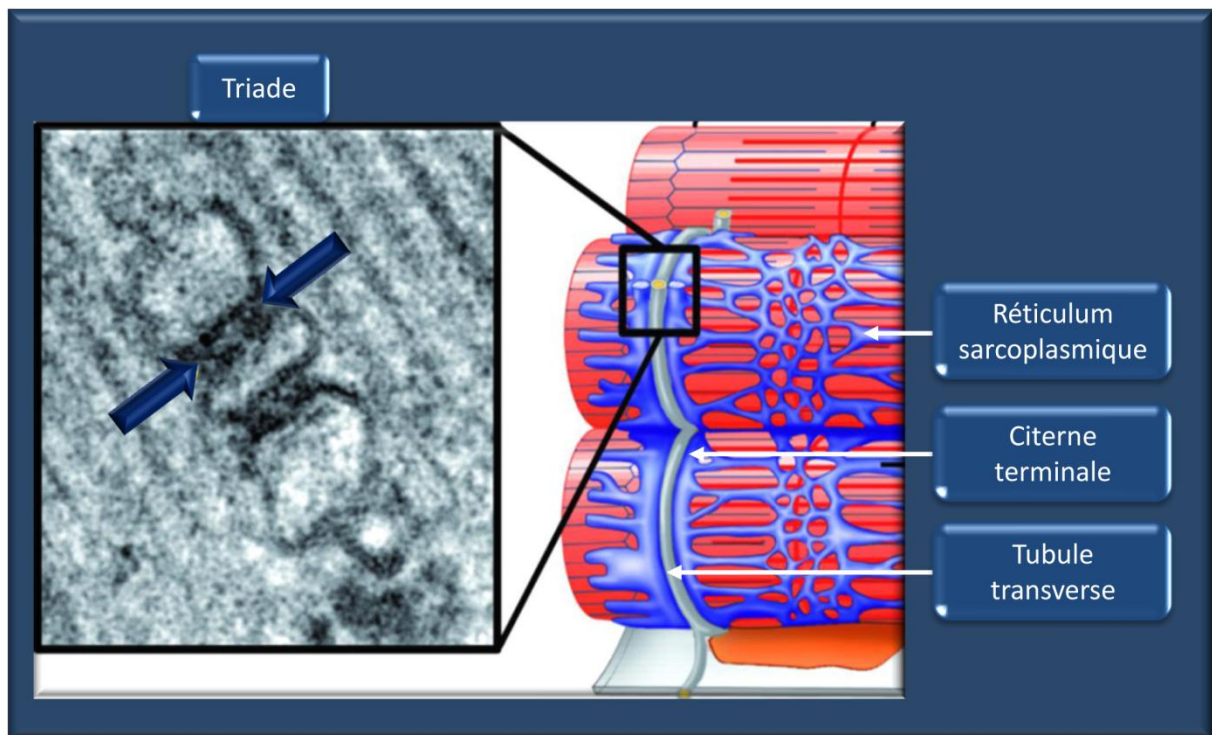 Triade
Réticulum
sarcoplasmique
Citerne
terminale
Tubule
transverse